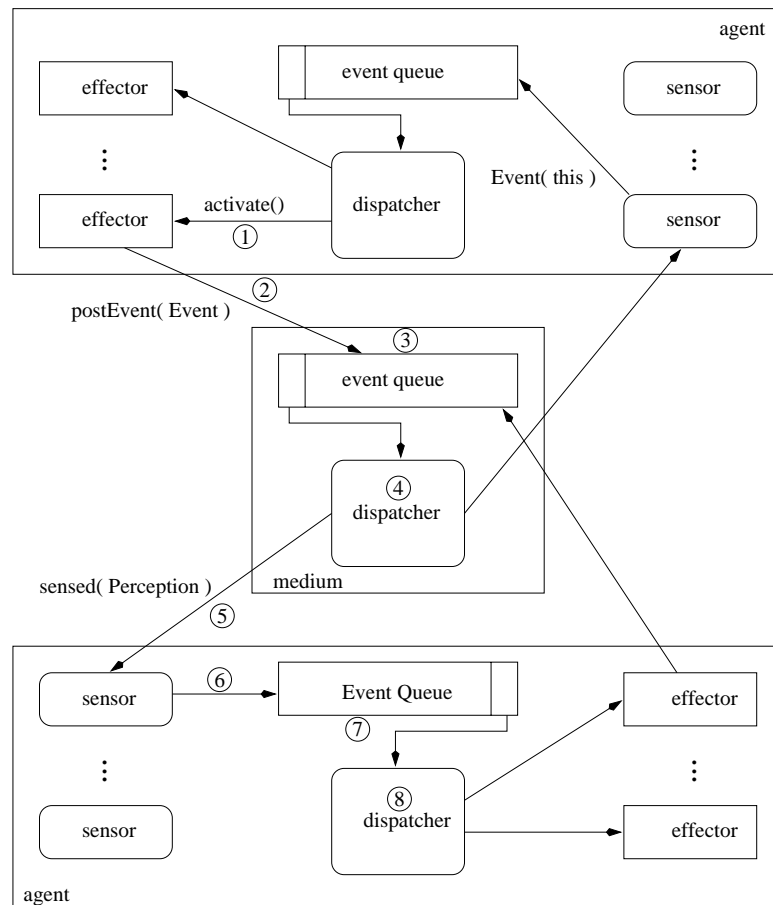 agent
effector
event queue
sensor
Event( this )
activate()
dispatcher
effector
sensor
1
2
postEvent( Event )
3
event queue
4
dispatcher
medium
sensed( Perception )
5
6
sensor
Event Queue
effector
7
8
dispatcher
sensor
effector
agent